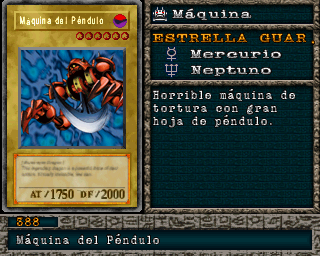 Máquina del Péndulo
AT/1750 DF/2000
Máquina
ESTRELLA GUAR.
Mercurio
Neptuno
Horrible máquina de
tortura con gran
hoja de péndulo.
388
Máquina del Péndulo